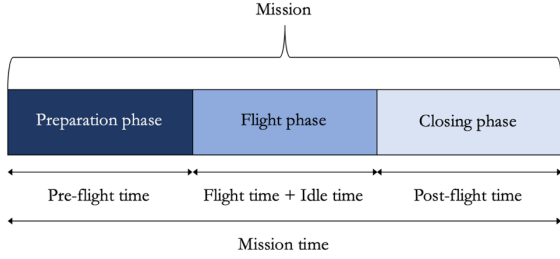 Mission
Preparation phase
Flight phase
Closing phase
Pre-flight time
Flight time + Idle time
Post-flight time
Mission time